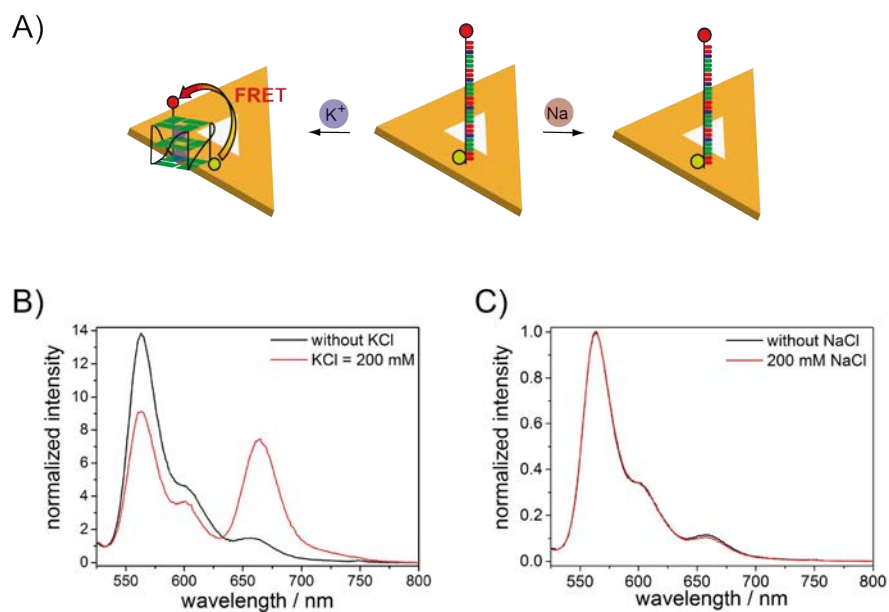 A)
FRET
K+
Na
B)
without KCl
KCl = 200 mM
normalized intensity
14
12
10
8
6
4
2
0
550 600 650 700 750 800
wavelength / nm
C)
without NaCl
200 mM NaCl
normalized intensity
1.0
0.8
0.6
0.4
0.2
0.0
550 600 650 700 750 800
wavelength / nm